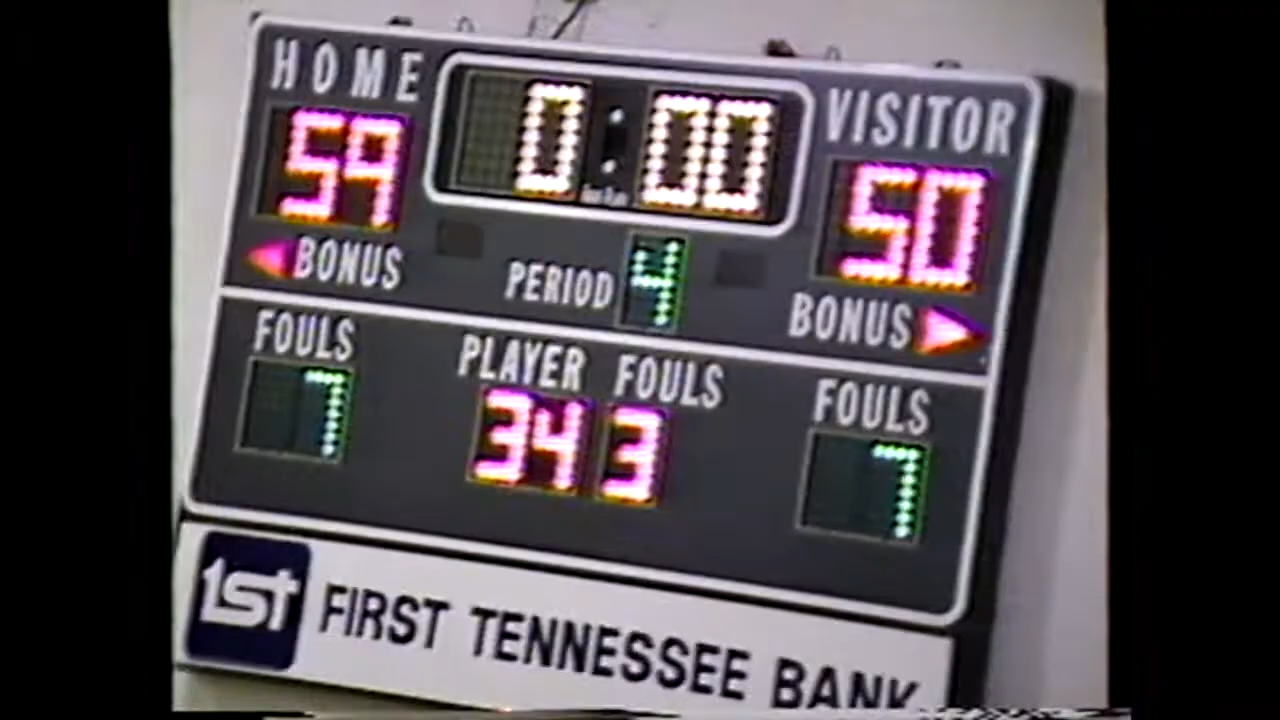 HOME
0:00
VISITOR
59
50
BONUS
PERIOD 4
BONUS
FOULS
PLAYER FOULS
FOULS
7
34 3
7
1st FIRST TENNESSEE BANK